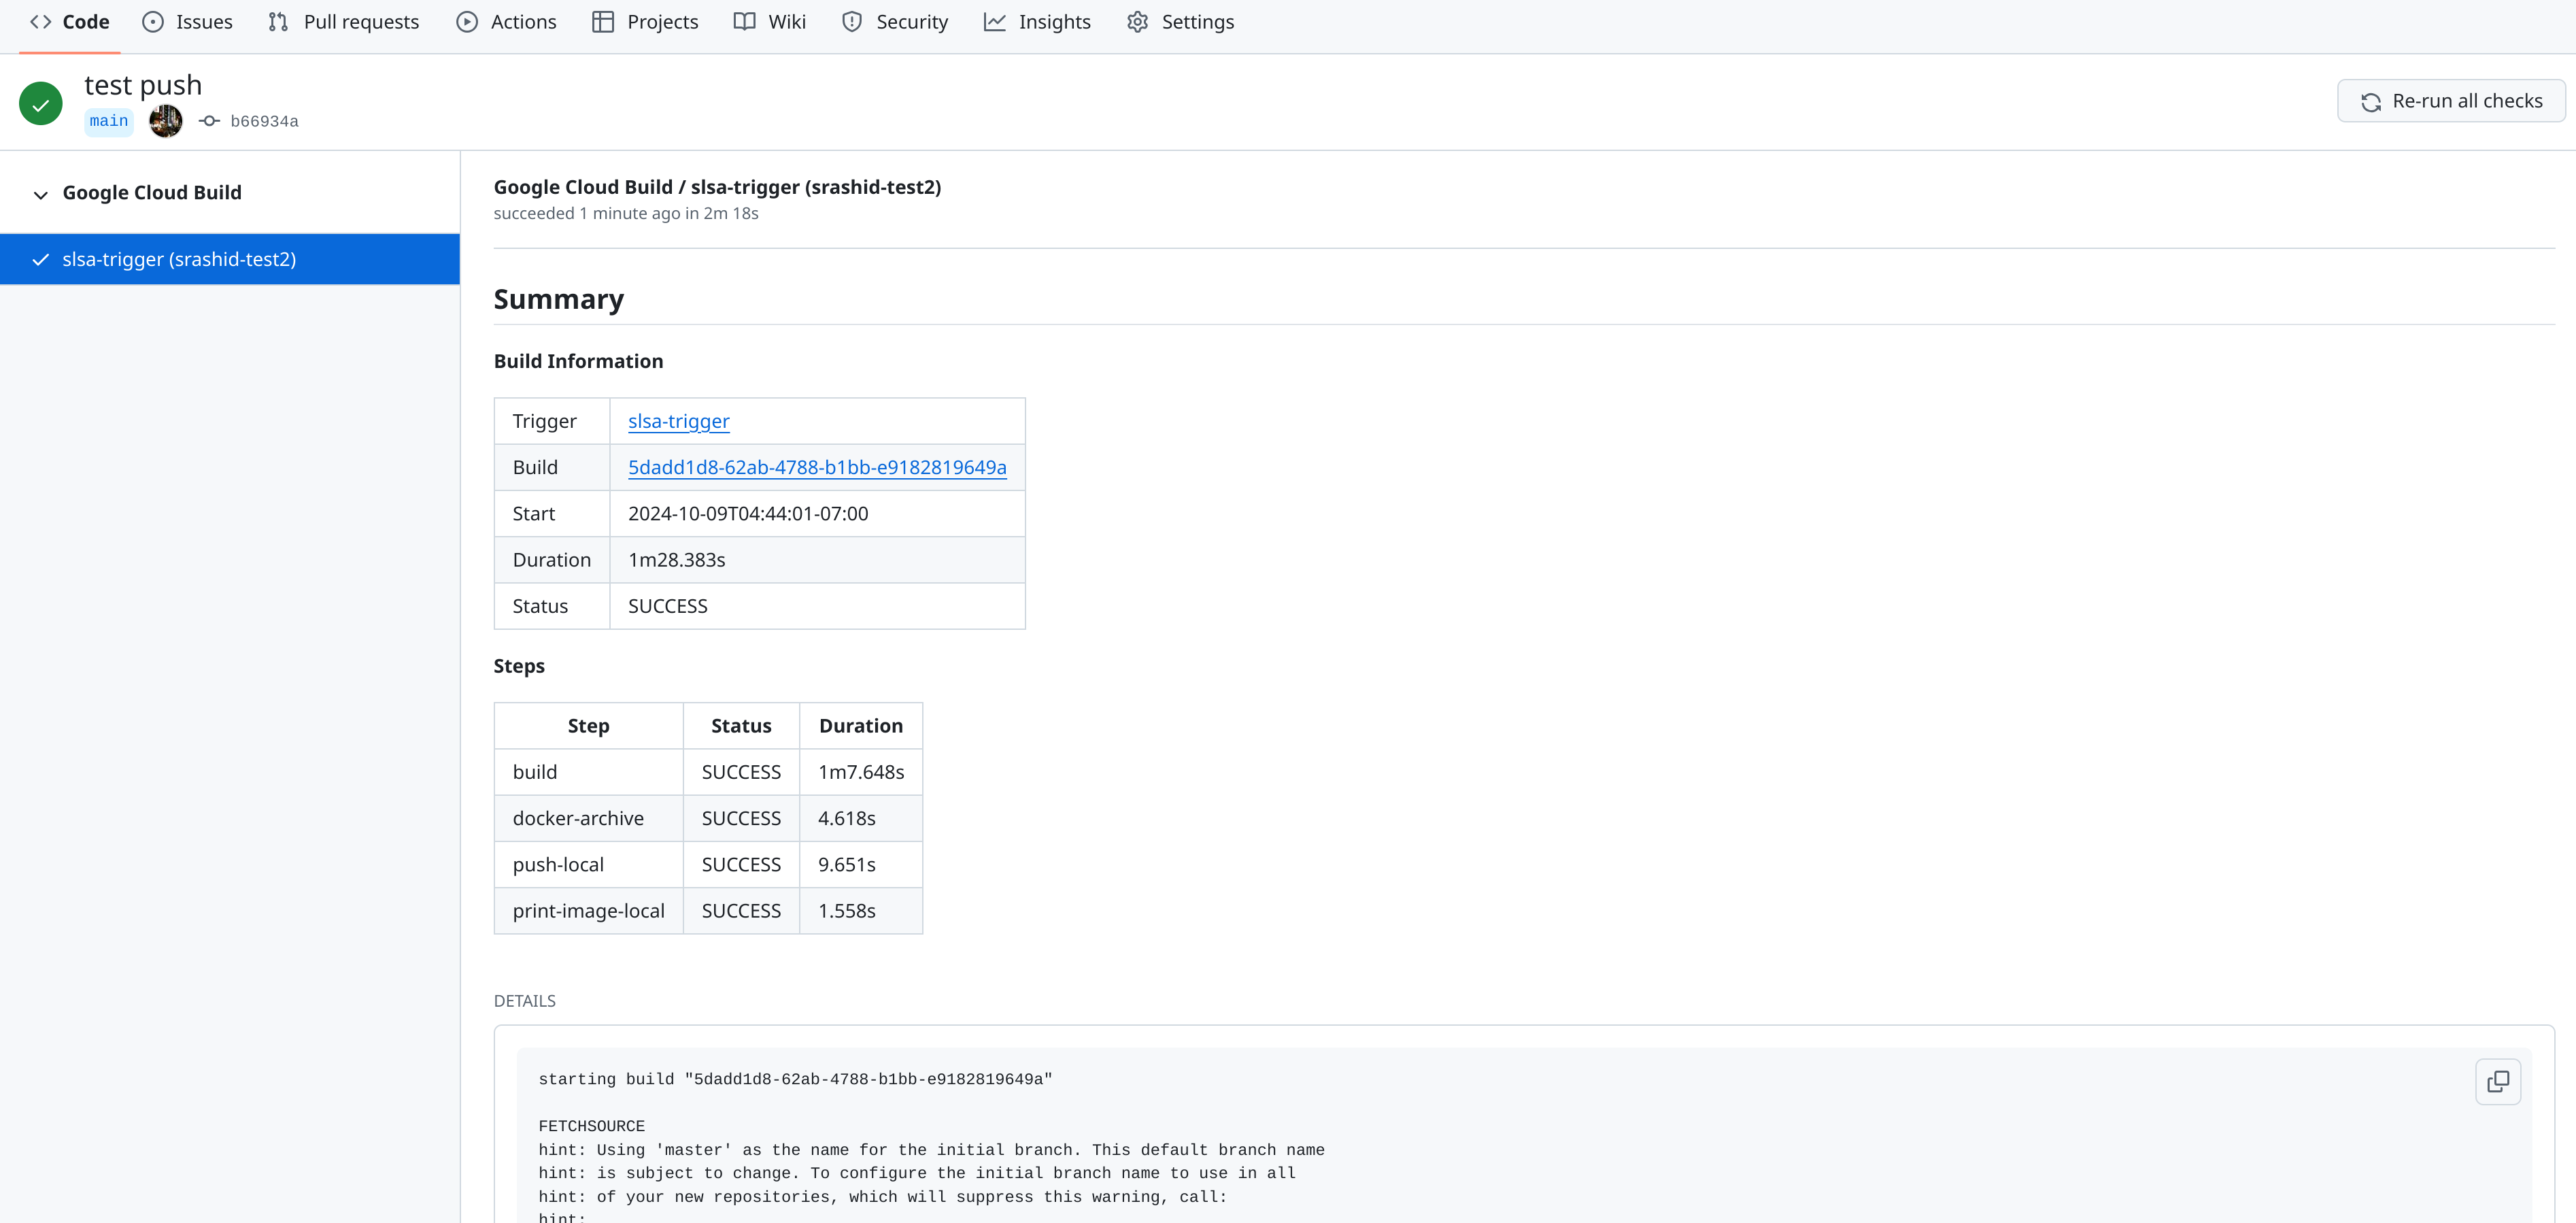 Code Issues Pull requests Actions Projects Wiki Security Insights Settings
test push
main b66934a
Re-run all checks
Google Cloud Build
slsa-trigger (srashid-test2)
Google Cloud Build / slsa-trigger (srashid-test2)
succeeded 1 minute ago in 2m 18s
Summary
Build Information
Trigger slsa-trigger
Build 5dadd1d8-62ab-4788-b1bb-e9182819649a
Start 2024-10-09T04:44:01-07:00
Duration 1m28.383s
Status SUCCESS
Steps
Step Status Duration
build SUCCESS 1m7.648s
docker-archive SUCCESS 4.618s
push-local SUCCESS 9.651s
print-image-local SUCCESS 1.558s
DETAILS
starting build "5dadd1d8-62ab-4788-b1bb-e9182819649a"
FETCHSOURCE
hint: Using 'master' as the name for the initial branch. This default branch name
hint: is subject to change. To configure the initial branch name to use in all
hint: of your new repositories, which will suppress this warning, call:
hint: